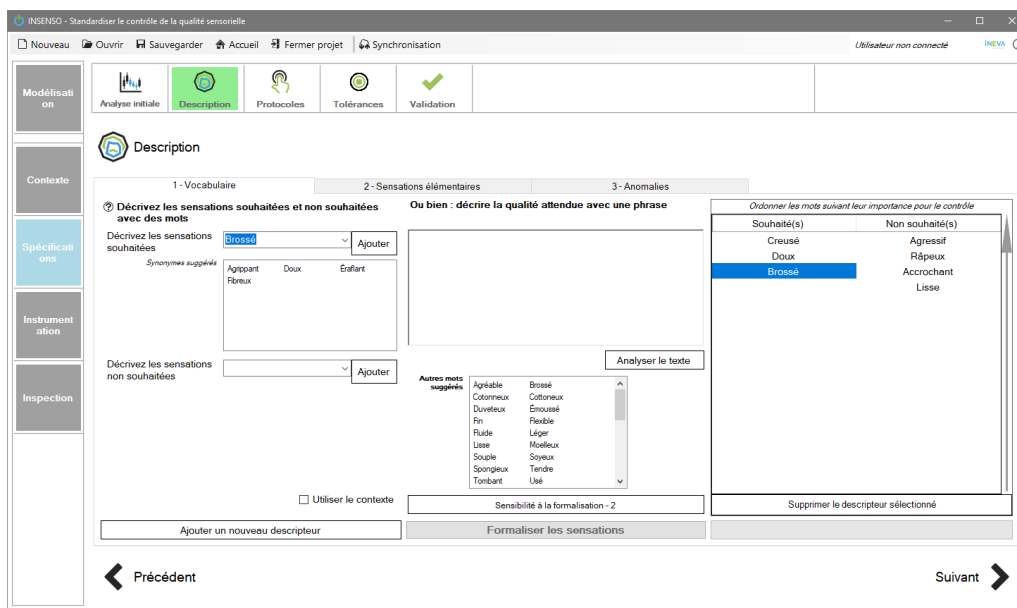 INSENSO - Standardiser le contrôle de la qualité sensorielle
Nouveau Ouvrir Sauvegarder Accueil Fermer projet Synchronisation Utilisateur non connecté INEVA
Modélisati
on
Analyse initiale Description Protocoles Tolérances Validation
Description
Contexte
Spécificati
ons
Instrument
ation
Inspection
1 - Vocabulaire 2 - Sensations élémentaires 3 - Anomalies
Décrivez les sensations souhaitées et non souhaitées
avec des mots
Décrivez les sensations
souhaitées
Brossé Ajouter
Synonymes suggérés
Agrippant Doux Éraflant
Fibreux
Décrivez les sensations
non souhaitées
Ajouter
Utiliser le contexte
Ajouter un nouveau descripteur
Ou bien : décrire la qualité attendue avec une phrase
Analyser le texte
Autres mots
suggérés
Agréable Brossé
Cotonneux Cottoneux
Duveteux Émoussé
Fin Flexible
Fluide Léger
Lisse Moelleux
Souple Soyeux
Spongieux Tendre
Tombant Usé
Sensibilité à la formalisation - 2
Formaliser les sensations
Ordonner les mots suivant leur importance pour le contrôle
Souhaité(s) Non souhaité(s)
Creusé Agressif
Doux Râpeux
Brossé Accrochant
Lisse
Supprimer le descripteur sélectionné
Précédent Suivant